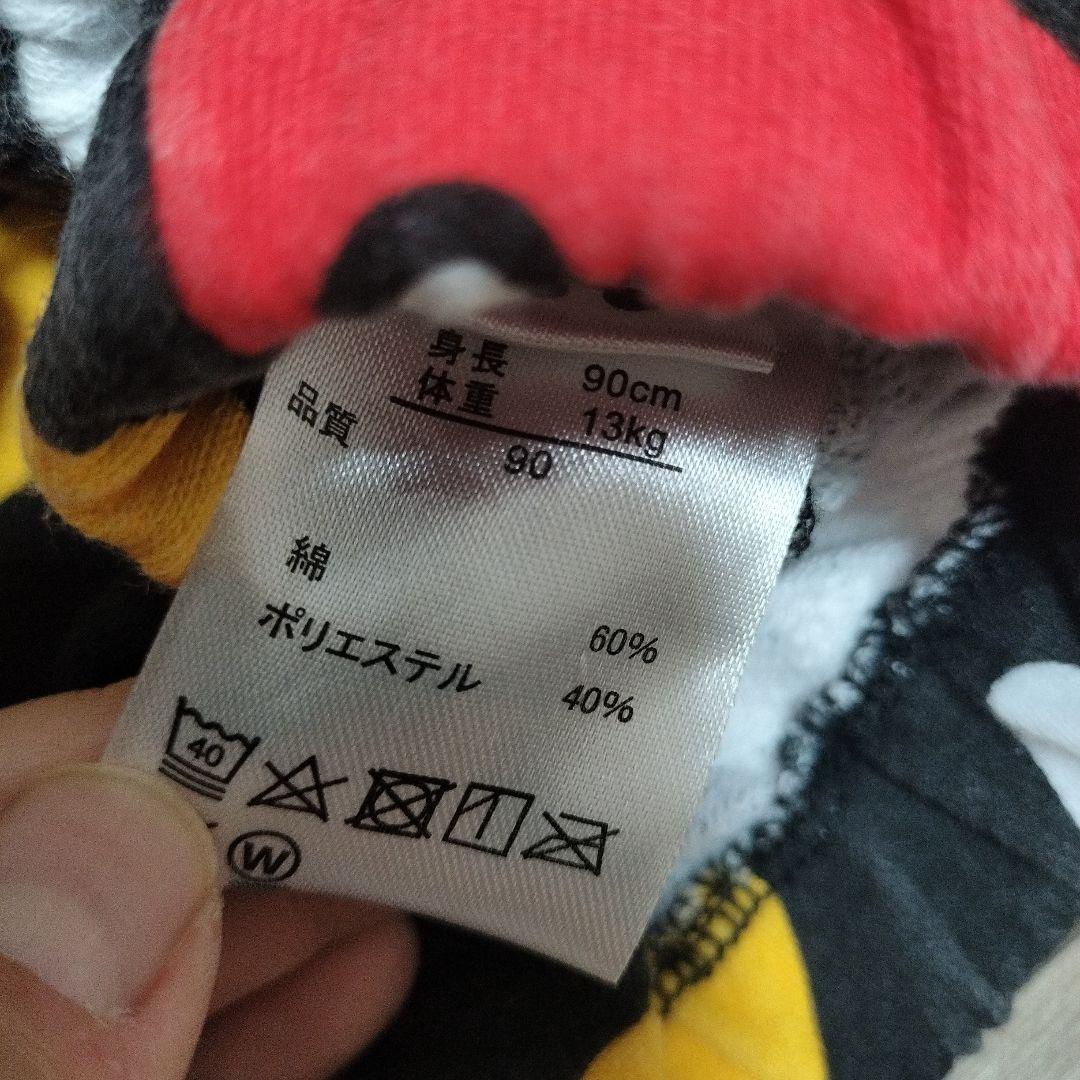 身長 90cm
体重 13kg
品質 90
綿 60%
ポリエステル 40%
40
W